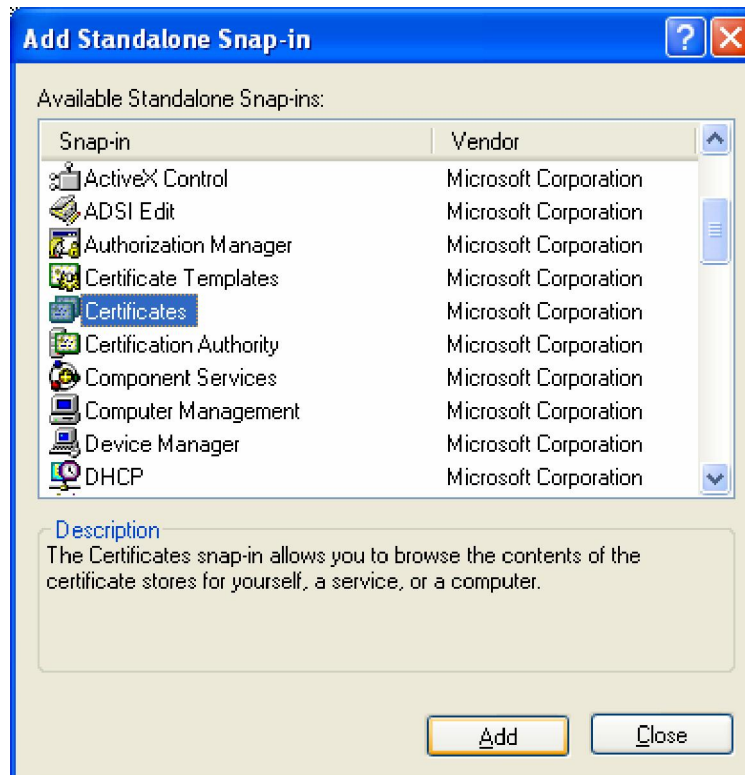 Add Standalone Snap-in
Available Standalone Snap-ins:
Snap-in Vendor
ActiveX Control Microsoft Corporation
ADSI Edit Microsoft Corporation
Authorization Manager Microsoft Corporation
Certificate Templates Microsoft Corporation
Certificates Microsoft Corporation
Certification Authority Microsoft Corporation
Component Services Microsoft Corporation
Computer Management Microsoft Corporation
Device Manager Microsoft Corporation
DHCP Microsoft Corporation
Description
The Certificates snap-in allows you to browse the contents of the
certificate stores for yourself, a service, or a computer.
Add Close